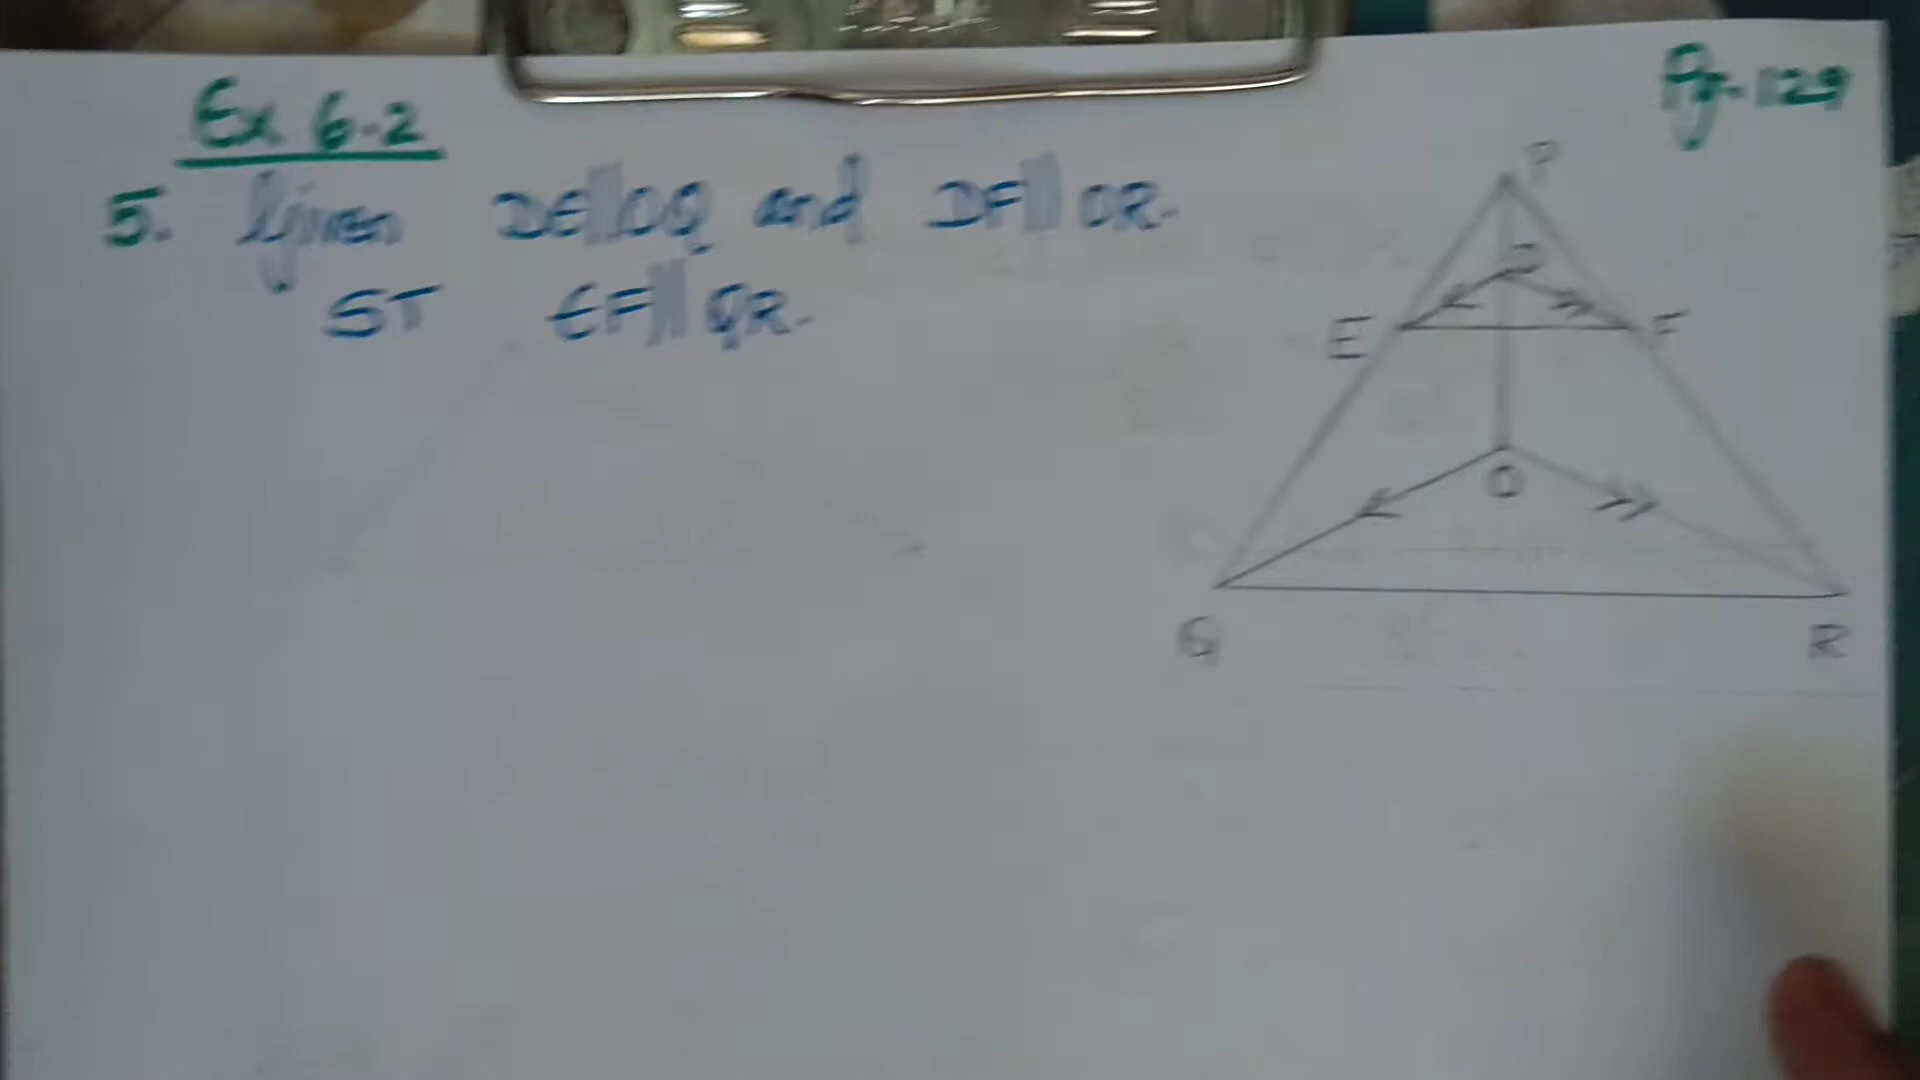 Ex 6.2
Pg. 129
5. Given DE||OQ and DF||OR.
ST EF||QR.
P
D
E
F
O
Q
R